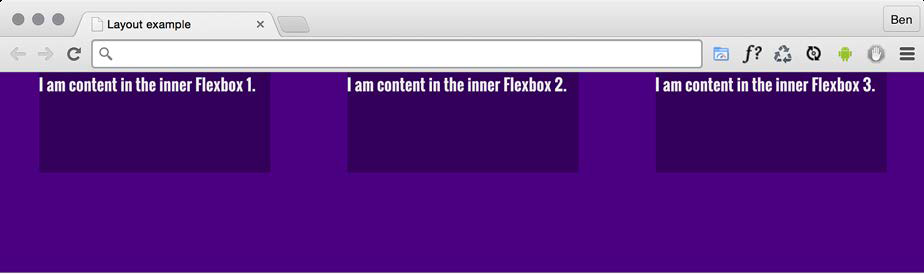 Layout example
Ben
f?
I am content in the inner Flexbox 1.
I am content in the inner Flexbox 2.
I am content in the inner Flexbox 3.